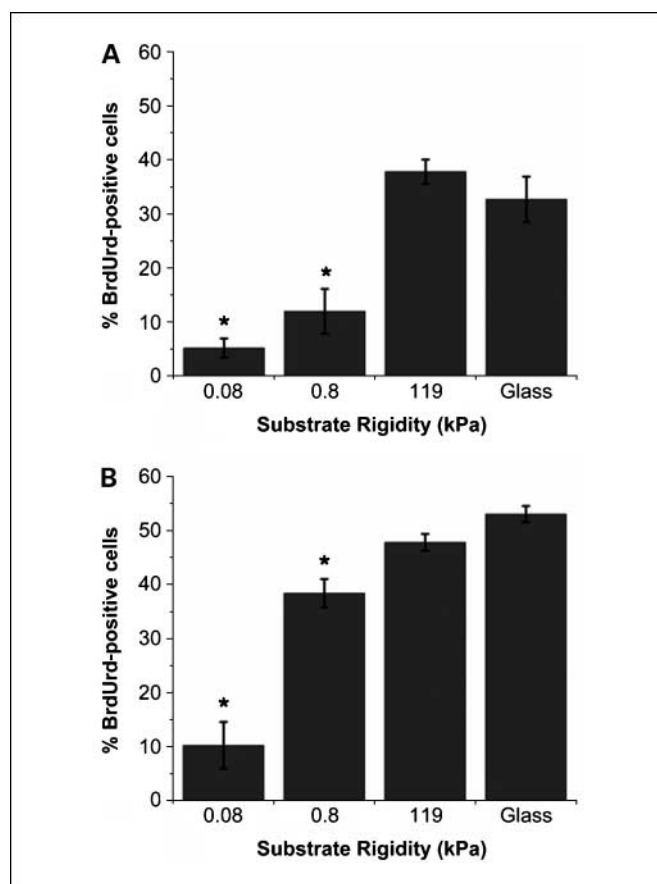 A
% BrdUrd-positive cells
60
50
40
30
20
10
0
*
*
0.08 0.8 119 Glass
Substrate Rigidity (kPa)
B
% BrdUrd-positive cells
60
50
40
30
20
10
0
*
*
0.08 0.8 119 Glass
Substrate Rigidity (kPa)